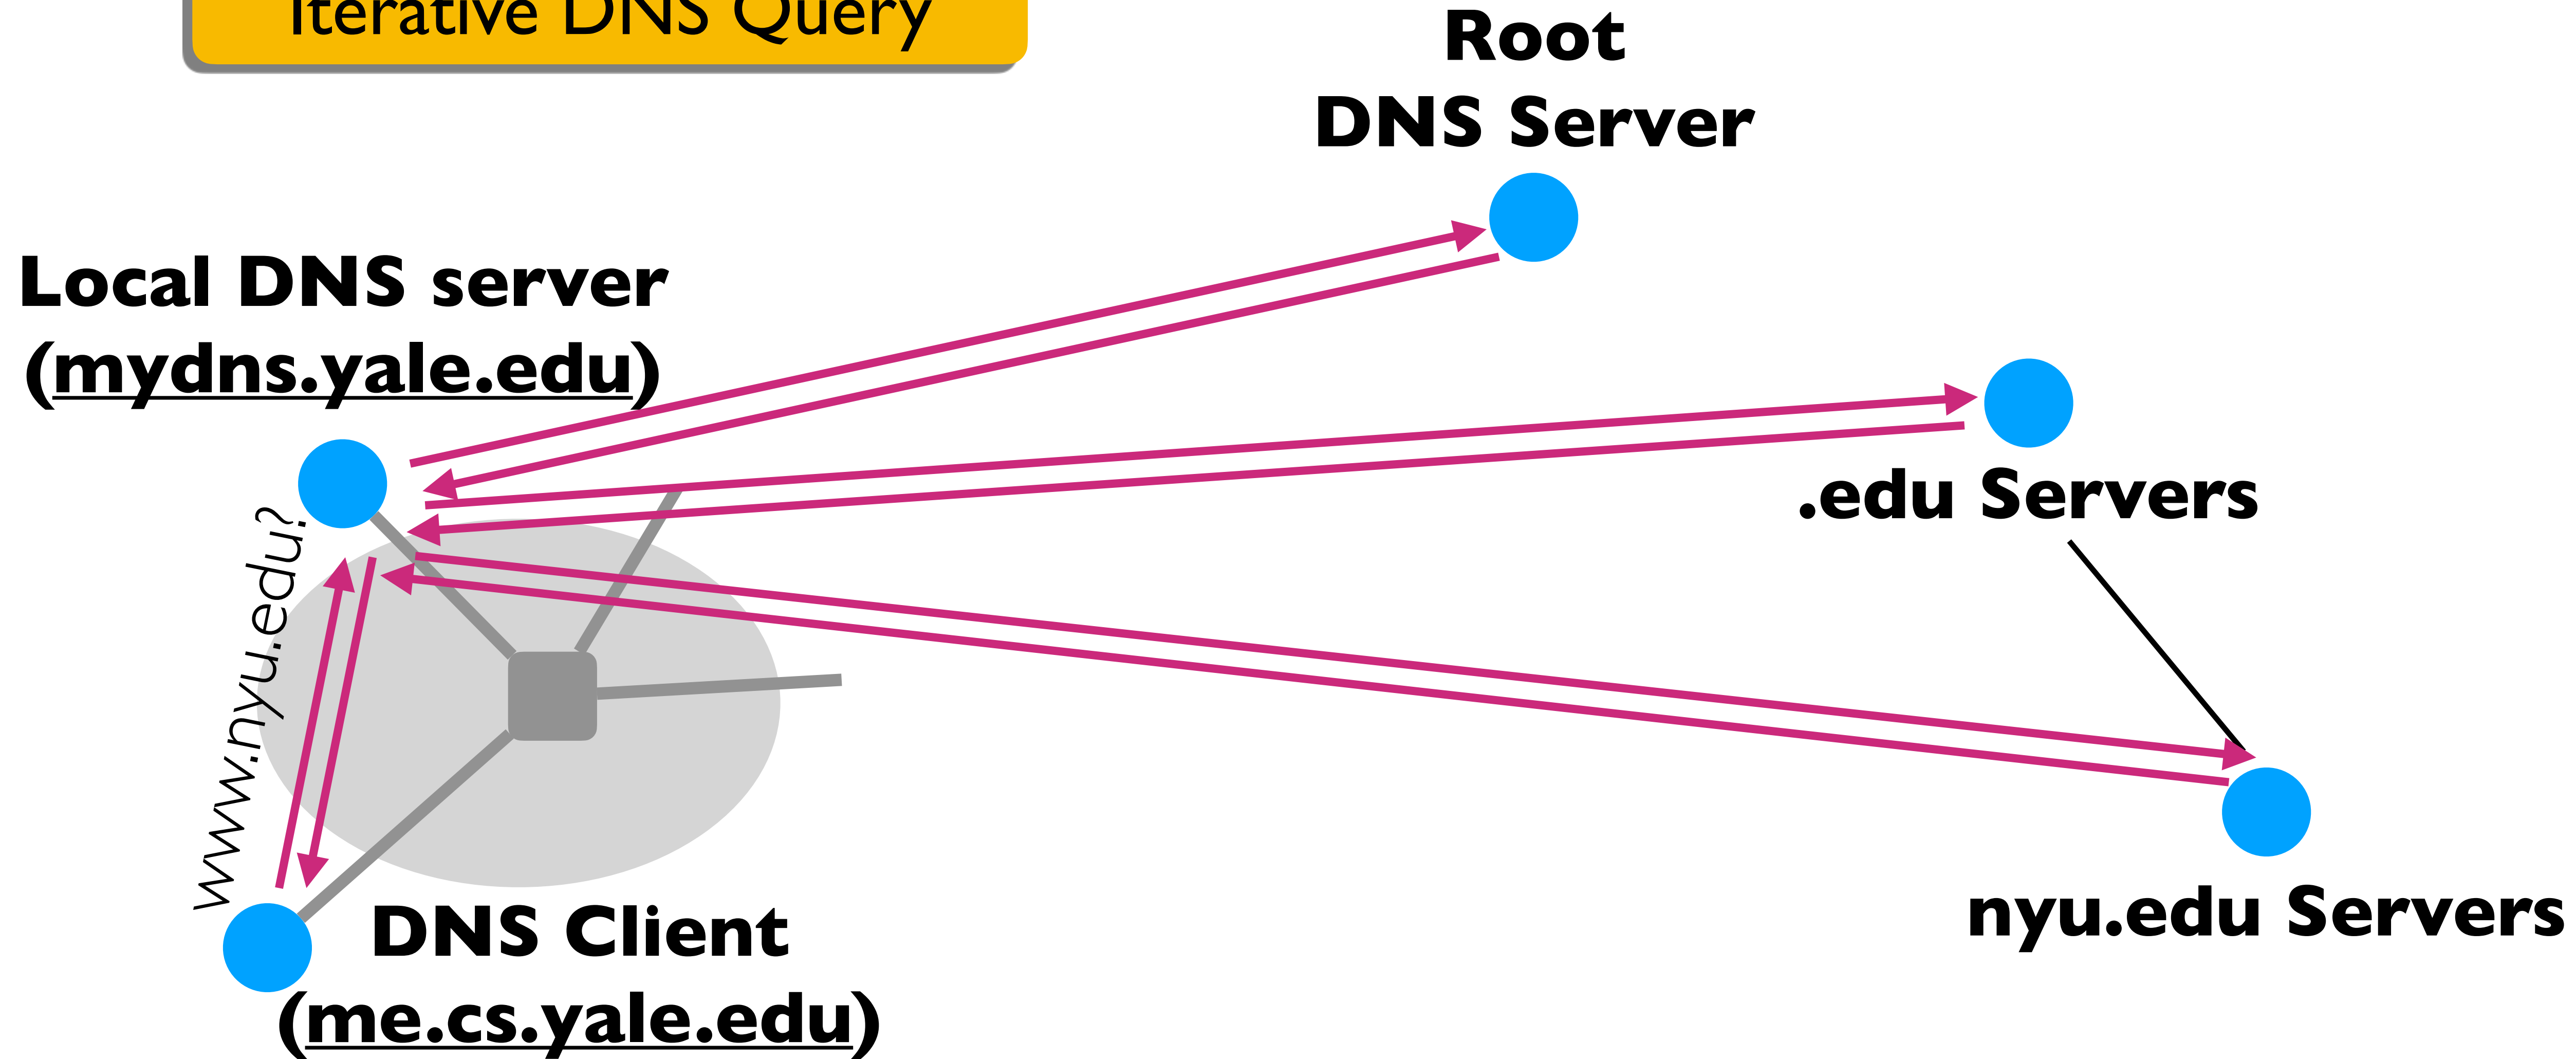 Iterative DNS Query
Root
DNS Server
Local DNS server
(mydns.yale.edu)
.edu Servers
www.nyu.edu?
nyu.edu Servers
DNS Client
(me.cs.yale.edu)